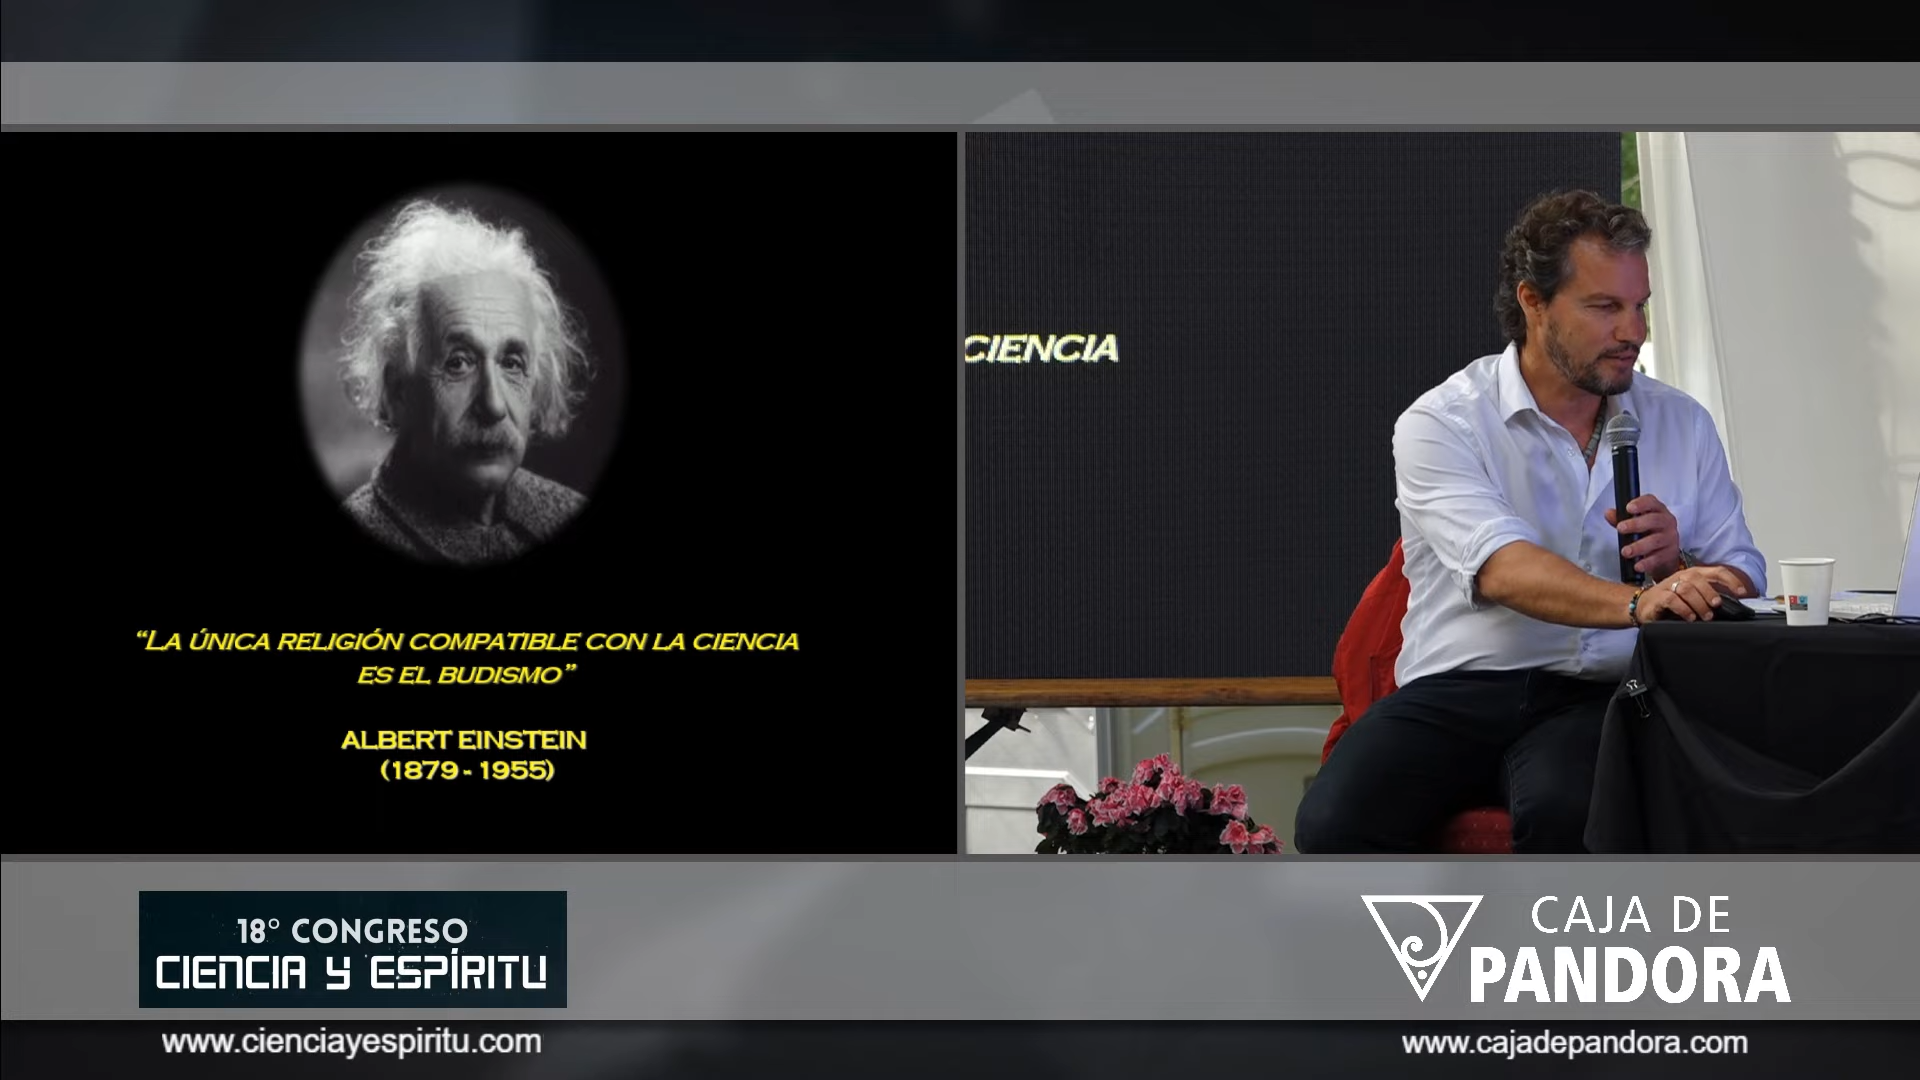 “LA ÚNICA RELIGIÓN COMPATIBLE CON LA CIENCIA
ES EL BUDISMO”
ALBERT EINSTEIN
(1879 - 1955)
CIENCIA
18° CONGRESO
CIENCIA Y ESPÍRITU
www.cienciayespiritu.com
CAJA DE
PANDORA
www.cajadepandora.com